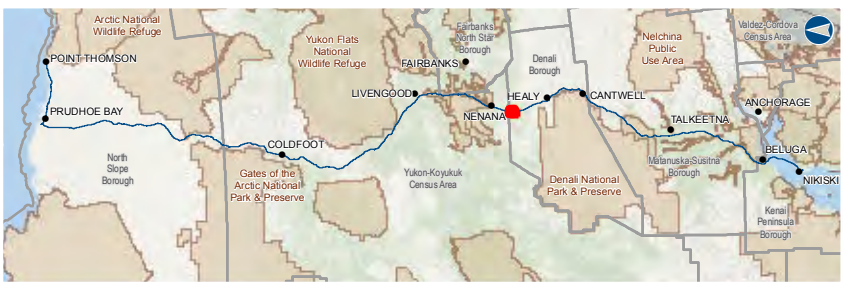 Arctic National
Wildlife Refuge
POINT THOMSON
PRUDHOE BAY
North
Slope
Borough
COLDFOOT
Gates of the
Arctic National
Park & Preserve
Yukon Flats
National
Wildlife Refuge
LIVENGOOD
FAIRBANKS
Fairbanks
North Star
Borough
NENANA
Yukon-Koyukuk
Census Area
HEALY
Denali
Borough
CANTWELL
Denali National
Park & Preserve
Nelchina
Public
Use Area
TALKEETNA
Matanuska-Susitna
Borough
Valdez-Cordova
Census Area
ANCHORAGE
BELUGA
NIKISKI
Kenai
Peninsula
Borough